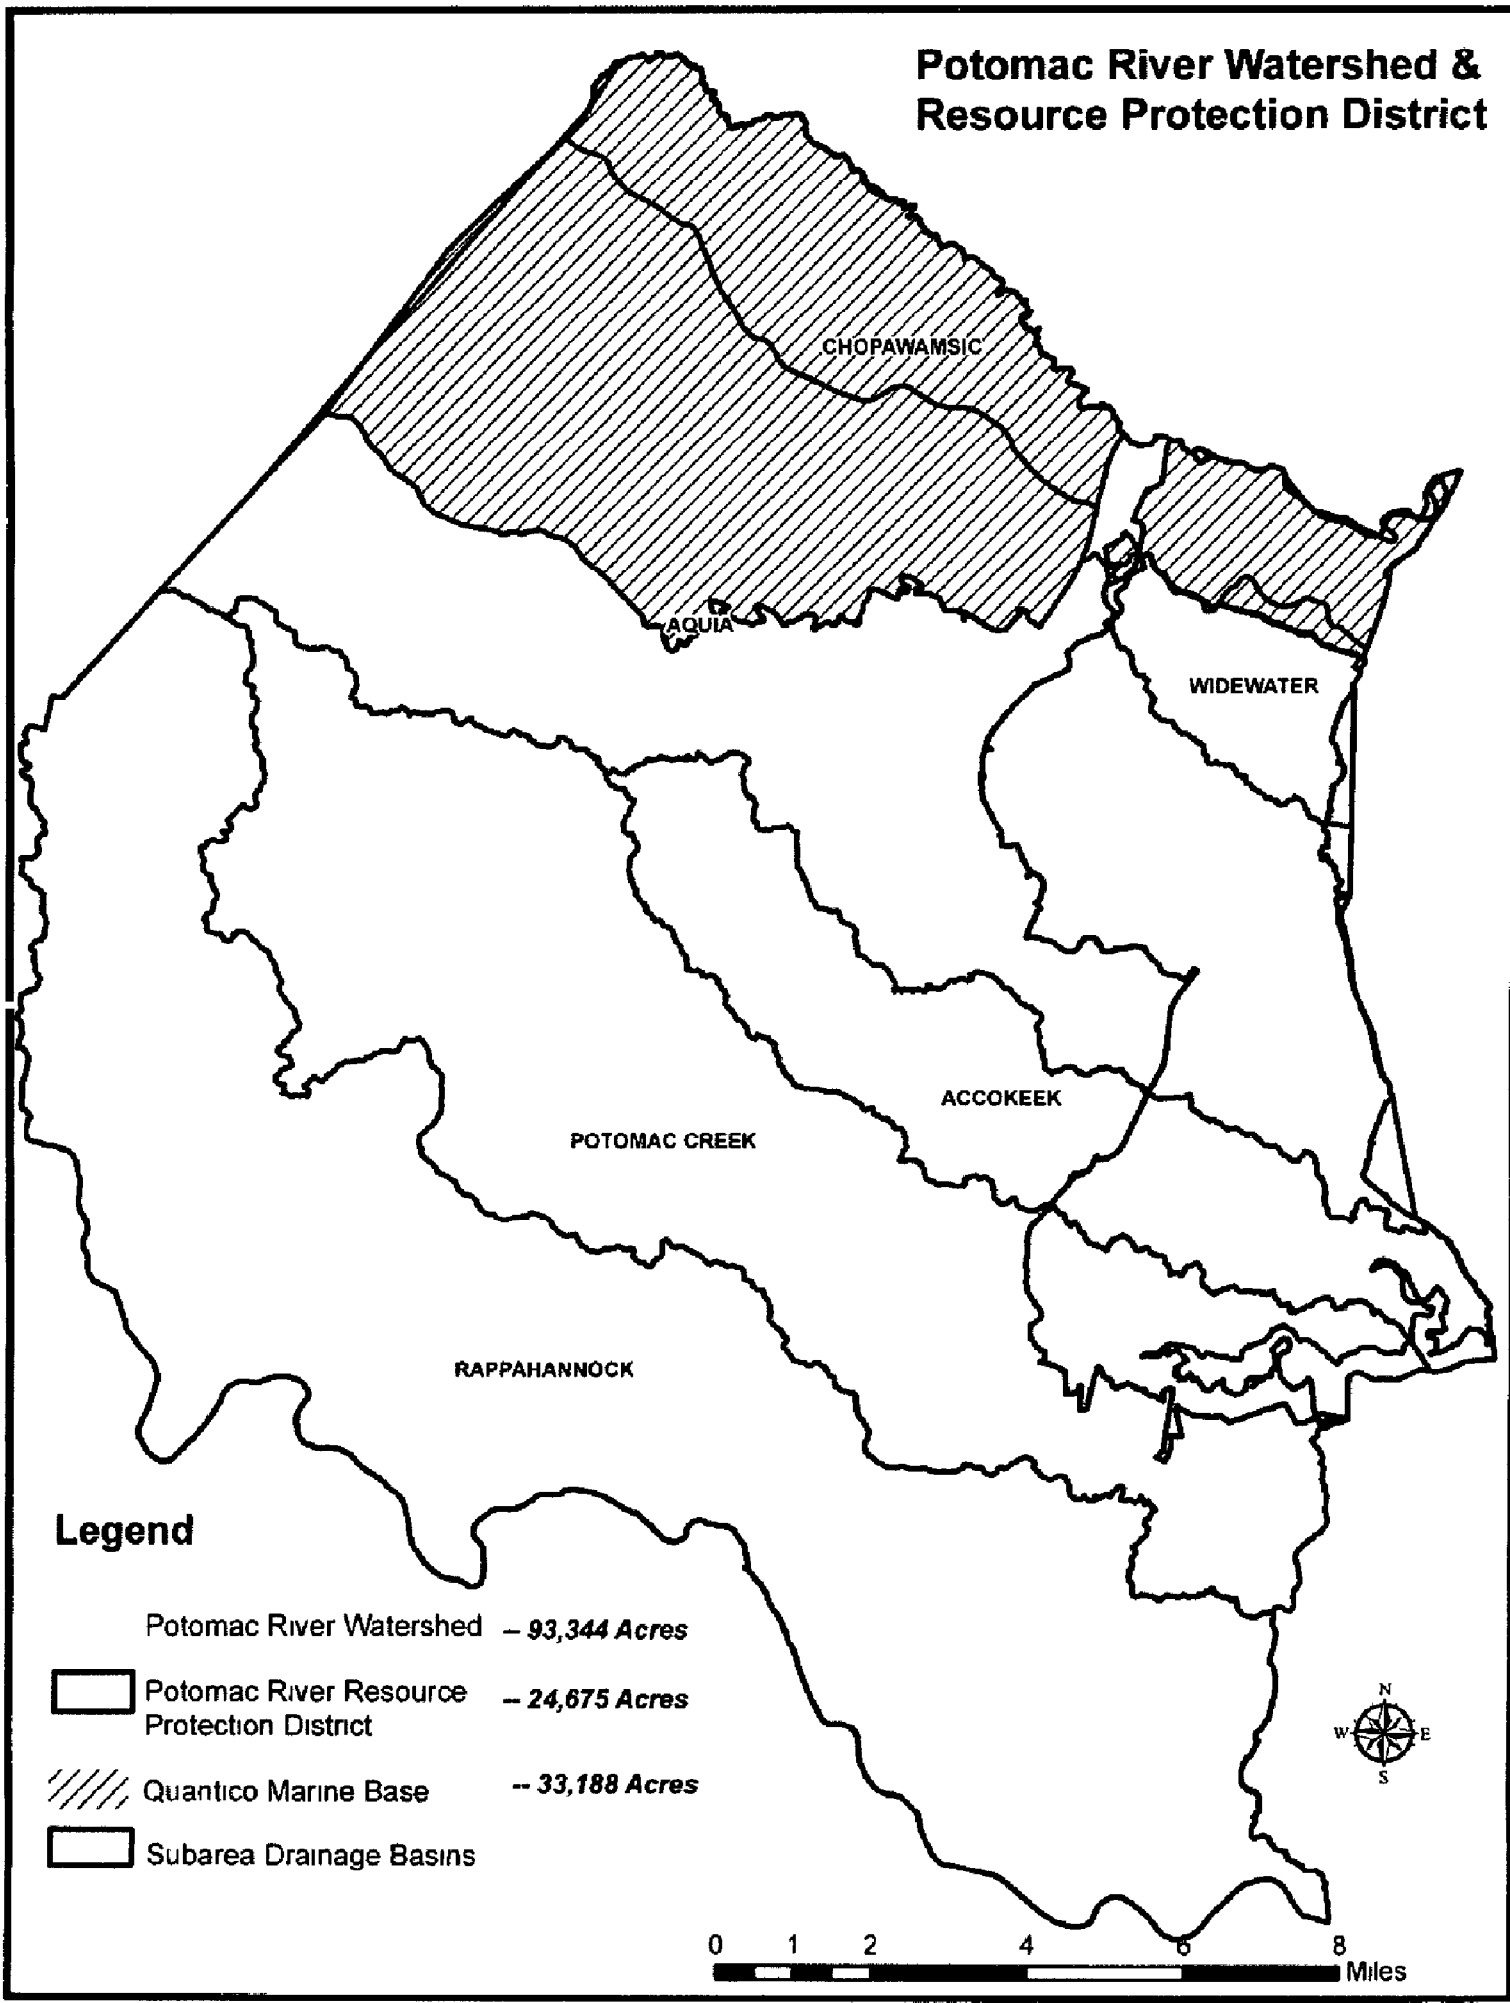 Potomac River Watershed &
Resource Protection District
CHOPAWAMSIC
AQUIA
WIDEWATER
ACCOKEEK
POTOMAC CREEK
RAPPAHANNOCK
Legend
Potomac River Watershed -- 93,344 Acres
Potomac River Resource -- 24,675 Acres
Protection District
Quantico Marine Base -- 33,188 Acres
Subarea Drainage Basins
N
W E
S
0 1 2 4 6 8
Miles